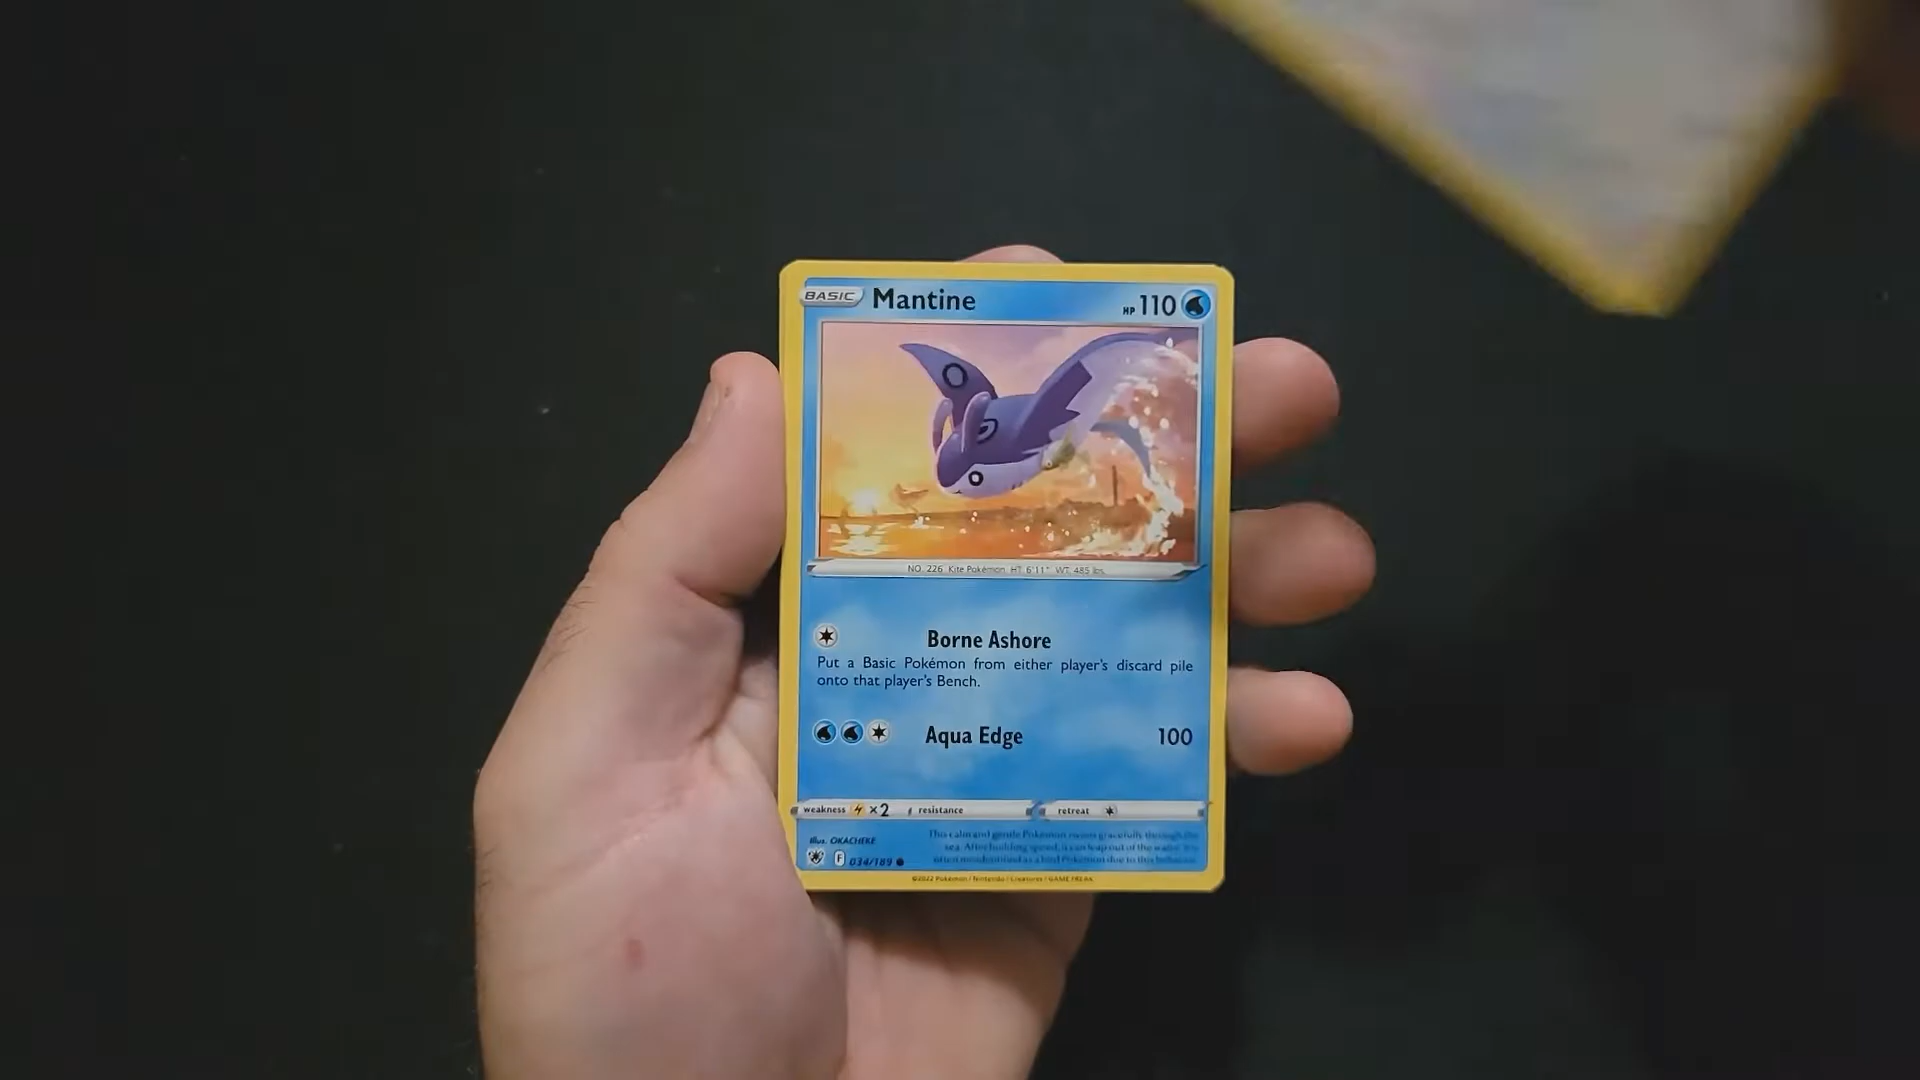 BASIC Mantine HP 110
NO. 226 Kite Pokémon HT 6'11" WT. 485 lbs.
Borne Ashore
Put a Basic Pokémon from either player's discard pile
onto that player's Bench.
Aqua Edge 100
weakness ×2 resistance retreat
Illus. OKACHEKE
This calm and gentle Pokémon swims gracefully through the
sea. After building speed, it can leap out of the water. It is
often misidentified as a bird Pokémon due to this behavior.
F 034/189
©2022 Pokémon / Nintendo / Creatures / GAME FREAK